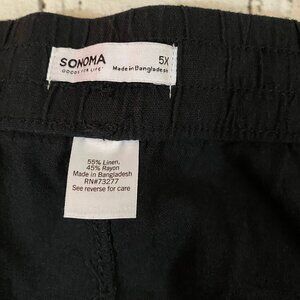 SONOMA
GOODS FOR LIFE
5X
Made in Bangladesh
55% Linen,
45% Rayon
Made in Bangladesh
RN#73277
See reverse for care